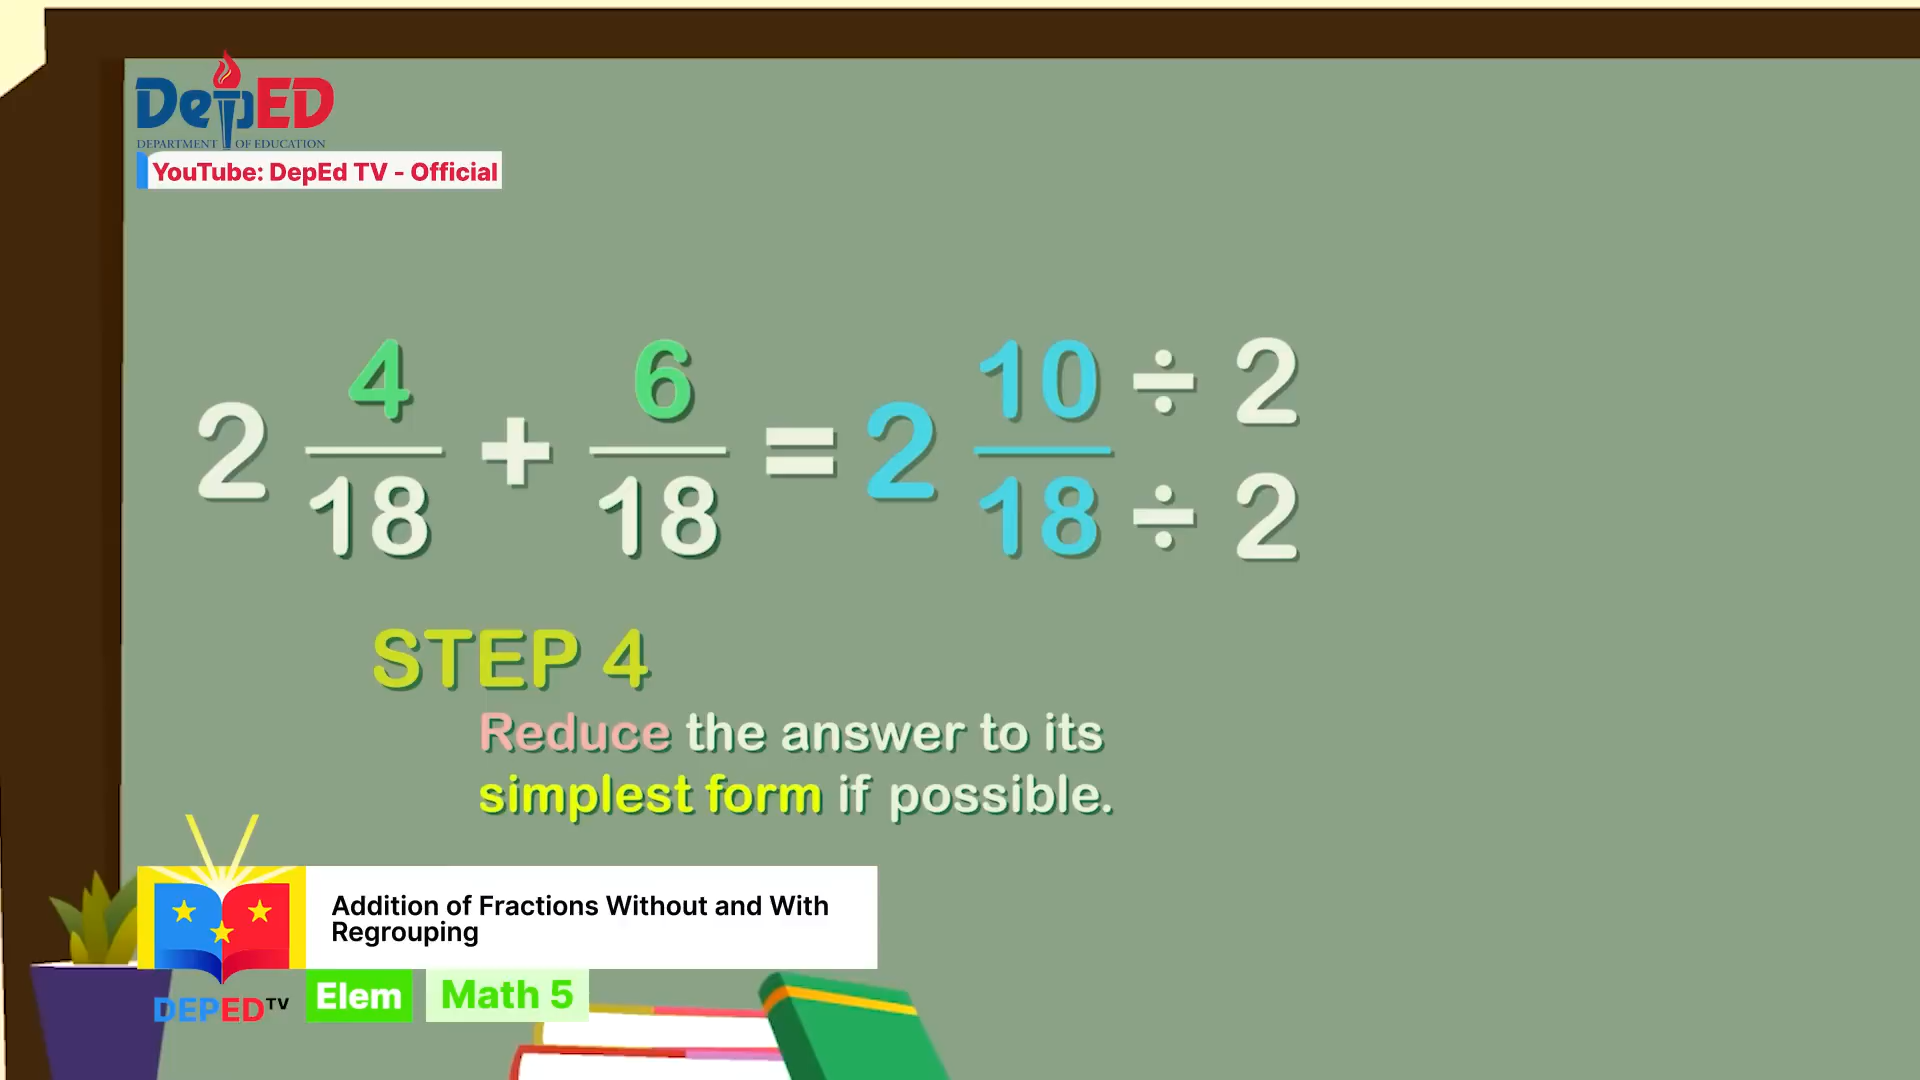 DepED
DEPARTMENT OF EDUCATION
YouTube: DepEd TV - Official
2 4/18 + 6/18 = 2 10/18 ÷ 2 ÷ 2
STEP 4
Reduce the answer to its
simplest form if possible.
Addition of Fractions Without and With
Regrouping
DEPED TV
Elem
Math 5